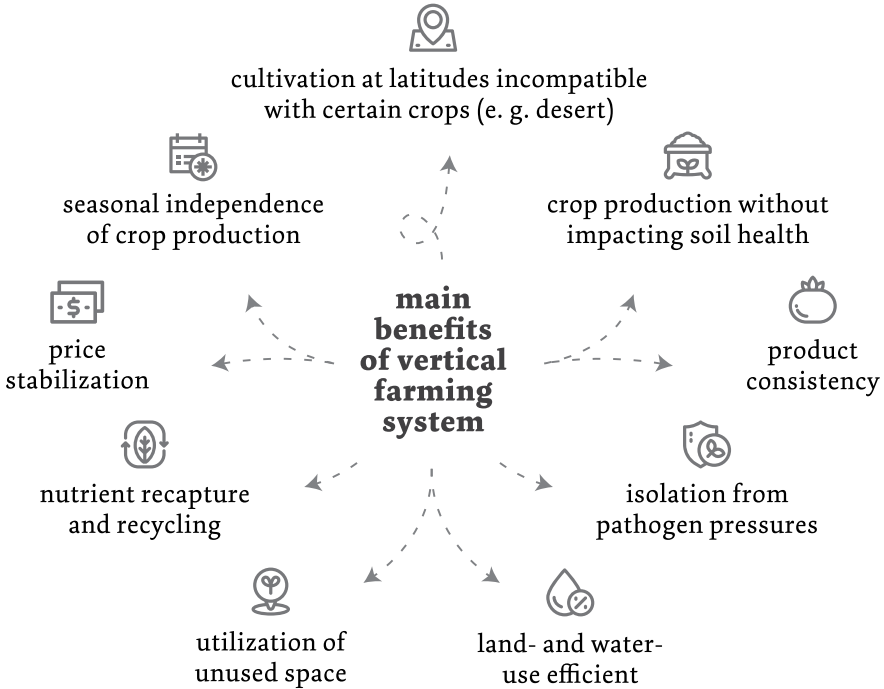 cultivation at latitudes incompatible
with certain crops (e. g. desert)
seasonal independence
of crop production
crop production without
impacting soil health
main
benefits
of vertical
farming
system
price
stabilization
product
consistency
nutrient recapture
and recycling
isolation from
pathogen pressures
utilization of
unused space
land- and water-
use efficient